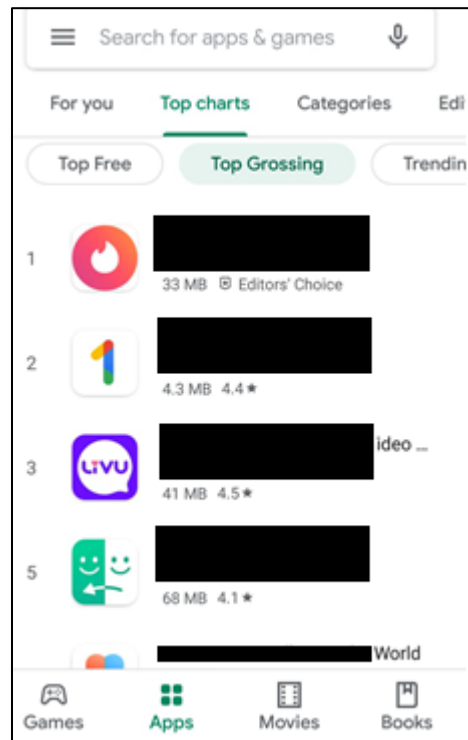 Search for apps & games
For you Top charts Categories Edi
Top Free Top Grossing Trendin
1
33 MB Editors' Choice
2
4.3 MB 4.4★
ideo ...
3 LIVU
41 MB 4.5★
5
68 MB 4.1★
World
Games Apps Movies Books